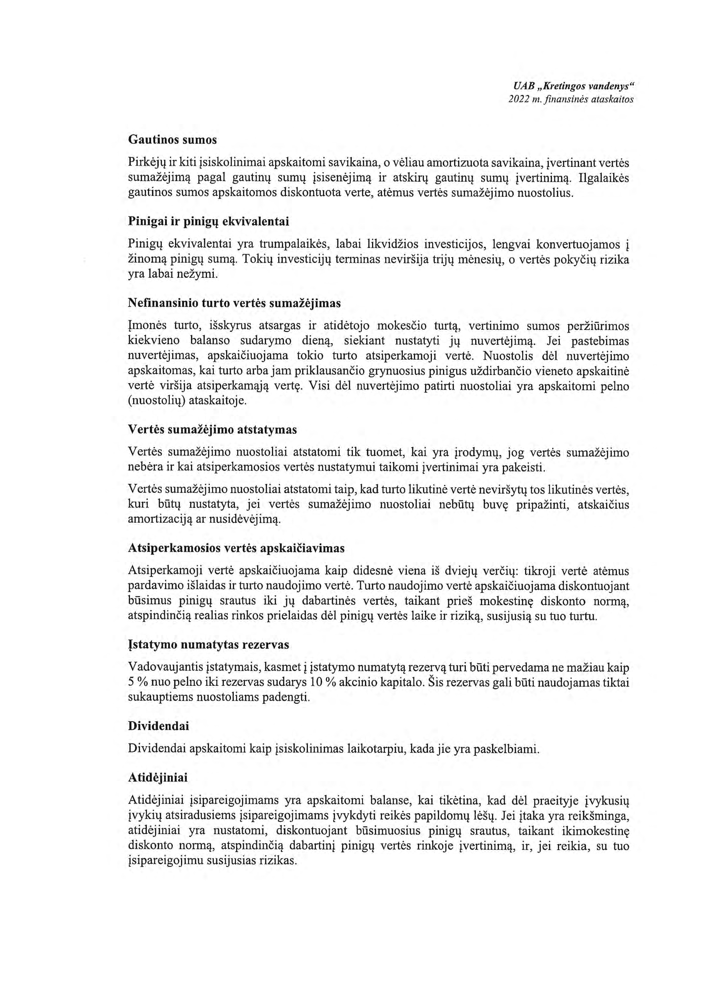 UAB „Kretingos vandenys“
2022 m. finansinės ataskaitos
Gautinos sumos
Pirkėjų ir kiti įsiskolinimai apskaitomi savikaina, o vėliau amortizuota savikaina, įvertinant vertės
sumažėjimą pagal gautinų sumų įsisenėjimą ir atskirų gautinų sumų įvertinimą. Ilgalaikės
gautinos sumos apskaitomos diskontuota verte, atėmus vertės sumažėjimo nuostolius.
Pinigai ir pinigų ekvivalentai
Pinigų ekvivalentai yra trumpalaikės, labai likvidžios investicijos, lengvai konvertuojamos į
žinomą pinigų sumą. Tokių investicijų terminas neviršija trijų mėnesių, o vertės pokyčių rizika
yra labai nežymi.
Nefinansinio turto vertės sumažėjimas
Įmonės turto, išskyrus atsargas ir atidėtojo mokesčio turtą, vertinimo sumos peržiūrimos
kiekvieno balanso sudarymo dieną, siekiant nustatyti jų nuvertėjimą. Jei pastebimas
nuvertėjimas, apskaičiuojama tokio turto atsiperkamoji vertė. Nuostolis dėl nuvertėjimo
apskaitomas, kai turto arba jam priklausančio grynuosius pinigus uždirbančio vieneto apskaitinė
vertė viršija atsiperkamąją vertę. Visi dėl nuvertėjimo patirti nuostoliai yra apskaitomi pelno
(nuostolių) ataskaitoje.
Vertės sumažėjimo atstatymas
Vertės sumažėjimo nuostoliai atstatomi tik tuomet, kai yra įrodymų, jog vertės sumažėjimo
nebėra ir kai atsiperkamosios vertės nustatymui taikomi įvertinimai yra pakeisti.
Vertės sumažėjimo nuostoliai atstatomi taip, kad turto likutinė vertė neviršytų tos likutinės vertės,
kuri būtų nustatyta, jei vertės sumažėjimo nuostoliai nebūtų buvę pripažinti, atskaičius
amortizaciją ar nusidėvėjimą.
Atsiperkamosios vertės apskaičiavimas
Atsiperkamoji vertė apskaičiuojama kaip didesnė viena iš dviejų verčių: tikroji vertė atėmus
pardavimo išlaidas ir turto naudojimo vertė. Turto naudojimo vertė apskaičiuojama diskontuojant
būsimus pinigų srautus iki jų dabartinės vertės, taikant prieš mokestinę diskonto normą,
atspindinčią realias rinkos prielaidas dėl pinigų vertės laike ir riziką, susijusią su tuo turtu.
Įstatymo numatytas rezervas
Vadovaujantis įstatymais, kasmet į įstatymo numatytą rezervą turi būti pervedama ne mažiau kaip
5 % nuo pelno iki rezervas sudarys 10 % akcinio kapitalo. Šis rezervas gali būti naudojamas tiktai
sukauptiems nuostoliams padengti.
Dividendai
Dividendai apskaitomi kaip įsiskolinimas laikotarpiu, kada jie yra paskelbiami.
Atidėjiniai
Atidėjiniai įsipareigojimams yra apskaitomi balanse, kai tikėtina, kad dėl praeityje įvykusių
įvykių atsiradusiems įsipareigojimams įvykdyti reikės papildomų lėšų. Jei įtaka yra reikšminga,
atidėjiniai yra nustatomi, diskontuojant būsimuosius pinigų srautus, taikant ikimokestinę
diskonto normą, atspindinčią dabartinį pinigų vertės rinkoje įvertinimą, ir, jei reikia, su tuo
įsipareigojimu susijusias rizikas.